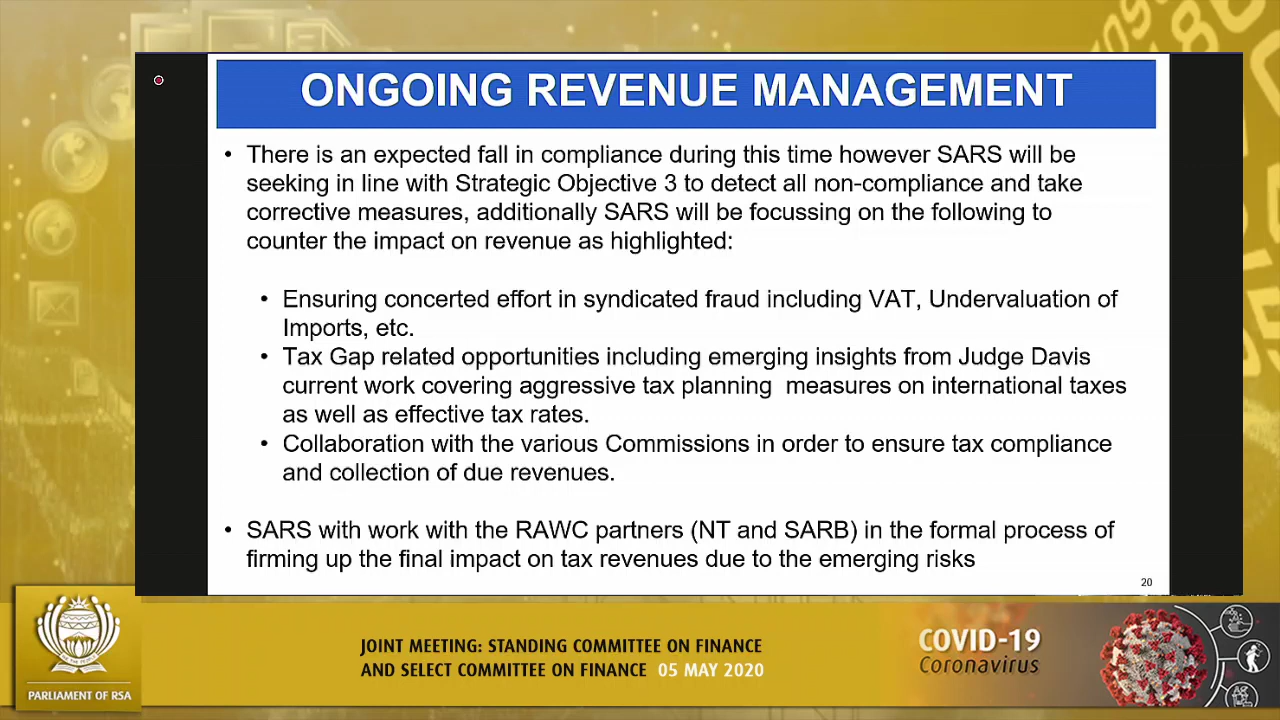 ONGOING REVENUE MANAGEMENT
• There is an expected fall in compliance during this time however SARS will be
seeking in line with Strategic Objective 3 to detect all non-compliance and take
corrective measures, additionally SARS will be focussing on the following to
counter the impact on revenue as highlighted:
• Ensuring concerted effort in syndicated fraud including VAT, Undervaluation of
Imports, etc.
• Tax Gap related opportunities including emerging insights from Judge Davis
current work covering aggressive tax planning measures on international taxes
as well as effective tax rates.
• Collaboration with the various Commissions in order to ensure tax compliance
and collection of due revenues.
• SARS with work with the RAWC partners (NT and SARB) in the formal process of
firming up the final impact on tax revenues due to the emerging risks
20
PARLIAMENT OF RSA
JOINT MEETING: STANDING COMMITTEE ON FINANCE
AND SELECT COMMITTEE ON FINANCE 05 MAY 2020
COVID-19
Coronavirus